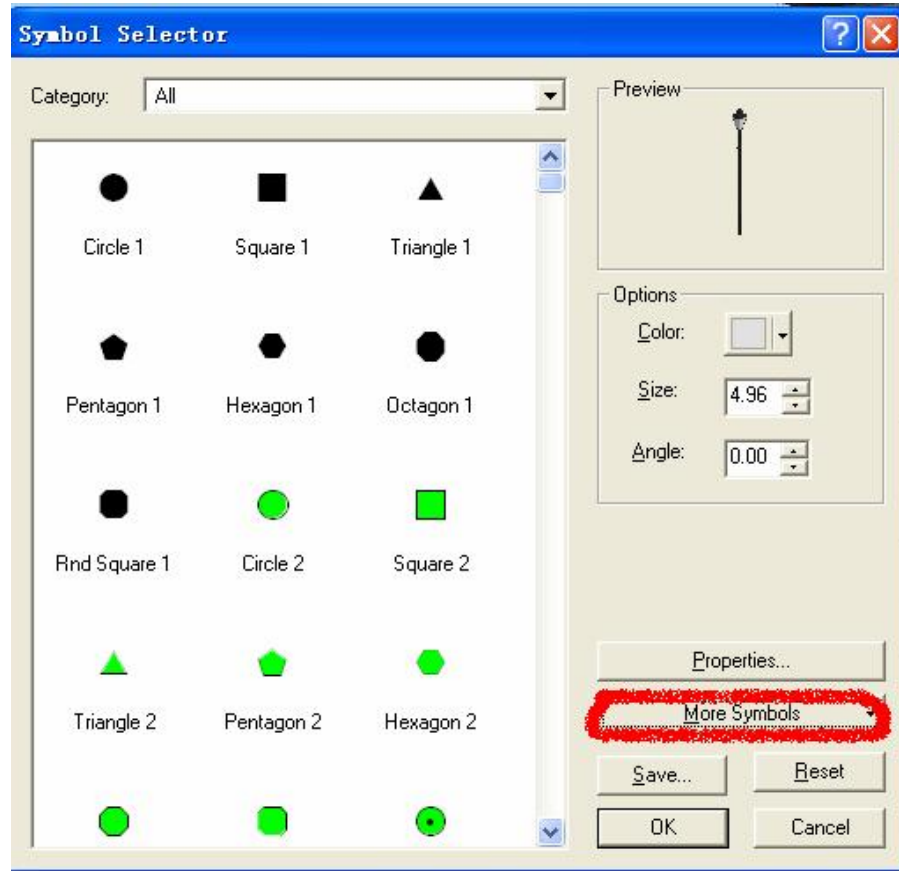 Symbol Selector
Category: All
Circle 1 Square 1 Triangle 1
Pentagon 1 Hexagon 1 Octagon 1
Rnd Square 1 Circle 2 Square 2
Triangle 2 Pentagon 2 Hexagon 2
Preview
Options
Color:
Size: 4.96
Angle: 0.00
Properties...
More Symbols
Save... Reset
OK Cancel